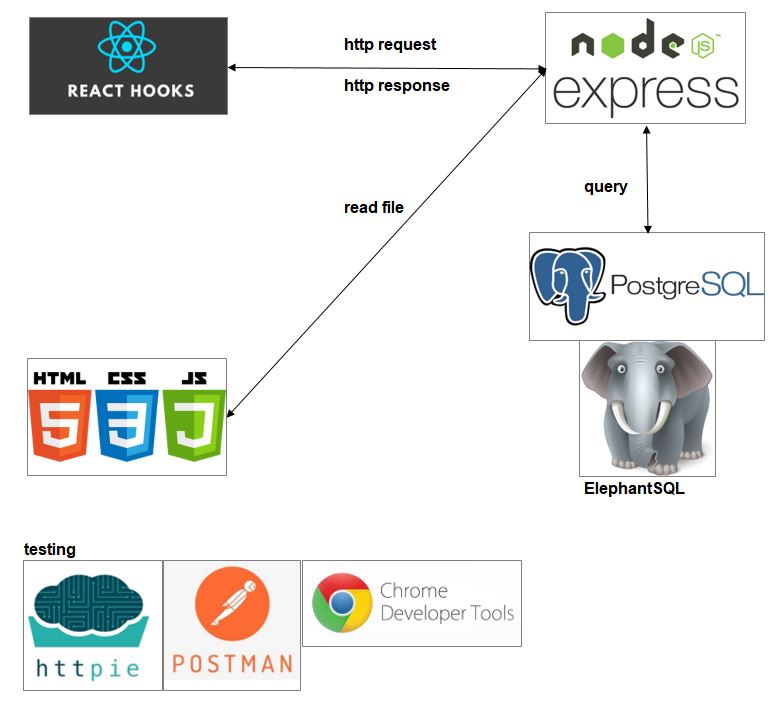 http request
node
JS
™
REACT HOOKS
http response
express
query
read file
PostgreSQL
HTML CSS JS
5 3 J
ElephantSQL
testing
Chrome
Developer Tools
httpie
POSTMAN